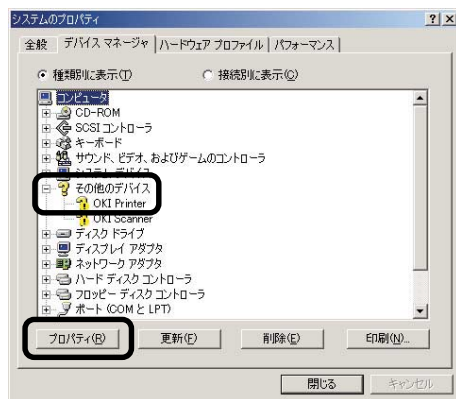 システムのプロパティ
全般 デバイス マネージャ ハードウェア プロファイル パフォーマンス
種類別に表示(T) 接続別に表示(C)
コンピュータ
CD-ROM
SCSI コントローラ
キーボード
サウンド、ビデオ、およびゲームのコントローラ
システム デバイス
その他のデバイス
OKI Printer
OKI Scanner
ディスク ドライブ
ディスプレイ アダプタ
ネットワーク アダプタ
ハード ディスク コントローラ
フロッピー ディスク コントローラ
ポート (COM と LPT)
プロパティ(R) 更新(F) 削除(E) 印刷(N)...
閉じる キャンセル